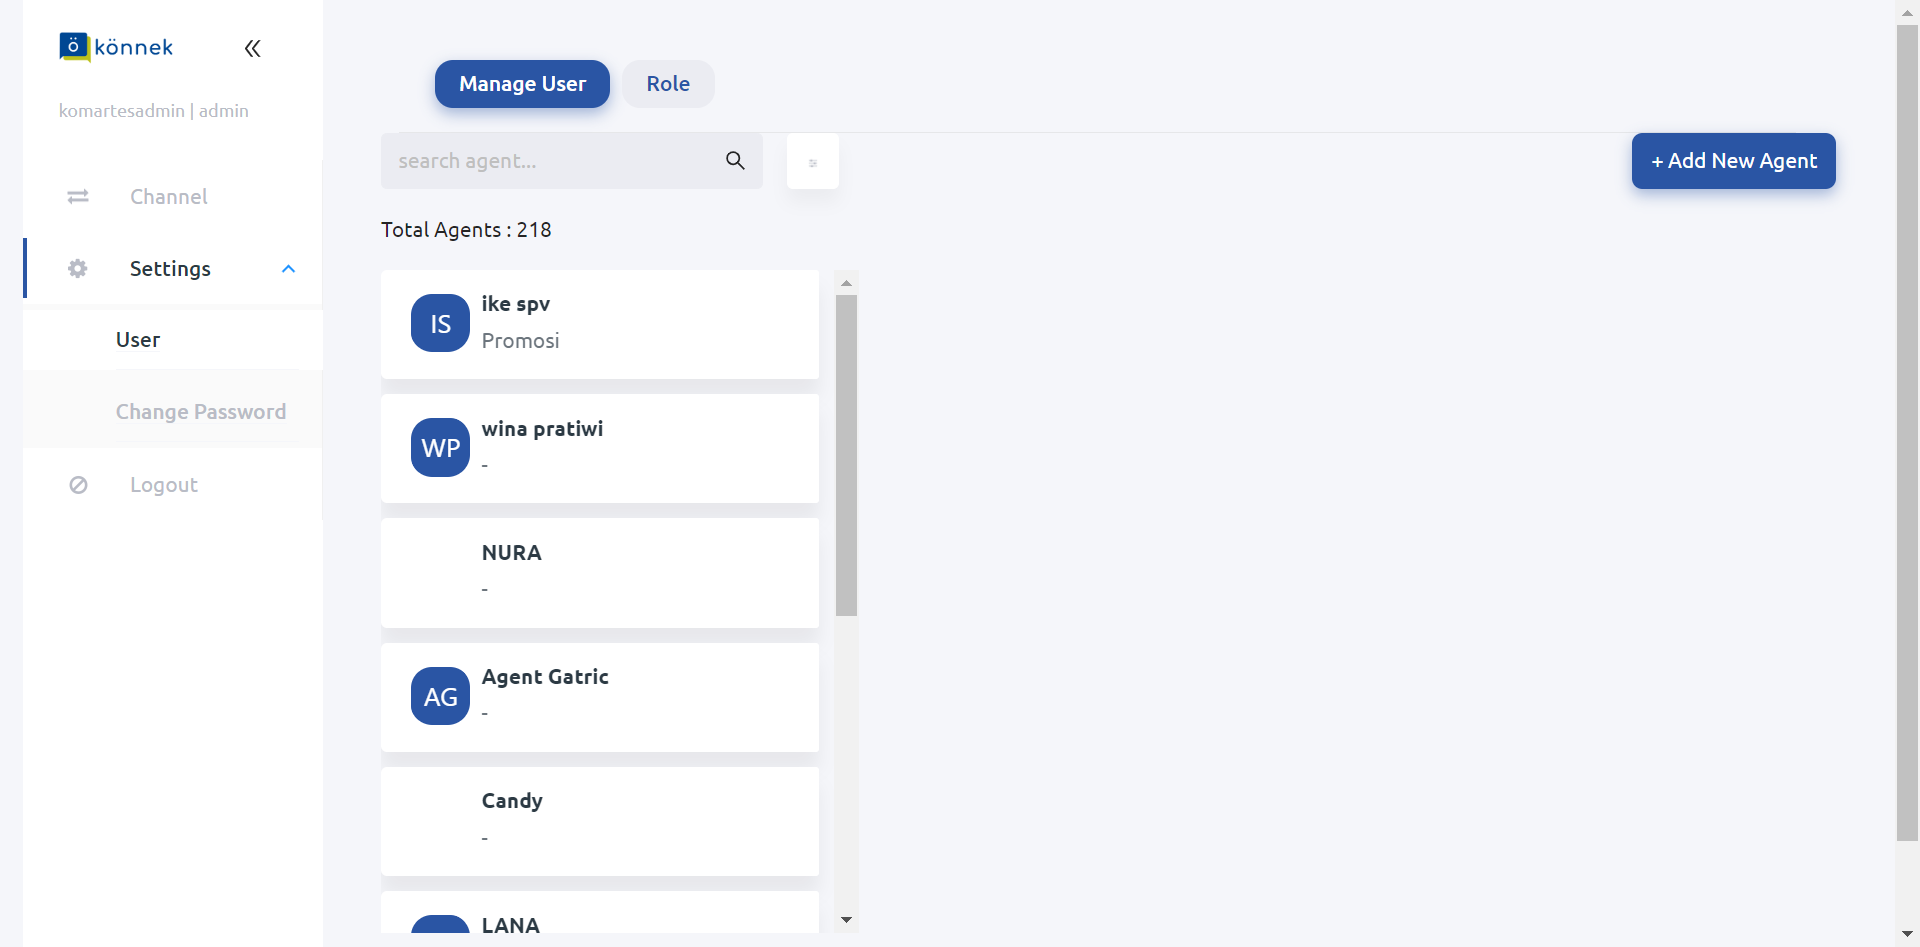 ö könnek
komartesadmin | admin
Channel
Settings
User
Change Password
Logout
Manage User
Role
search agent...
+ Add New Agent
Total Agents : 218
IS
ike spv
Promosi
WP
wina pratiwi
-
NURA
-
AG
Agent Gatric
-
Candy
-
LANA